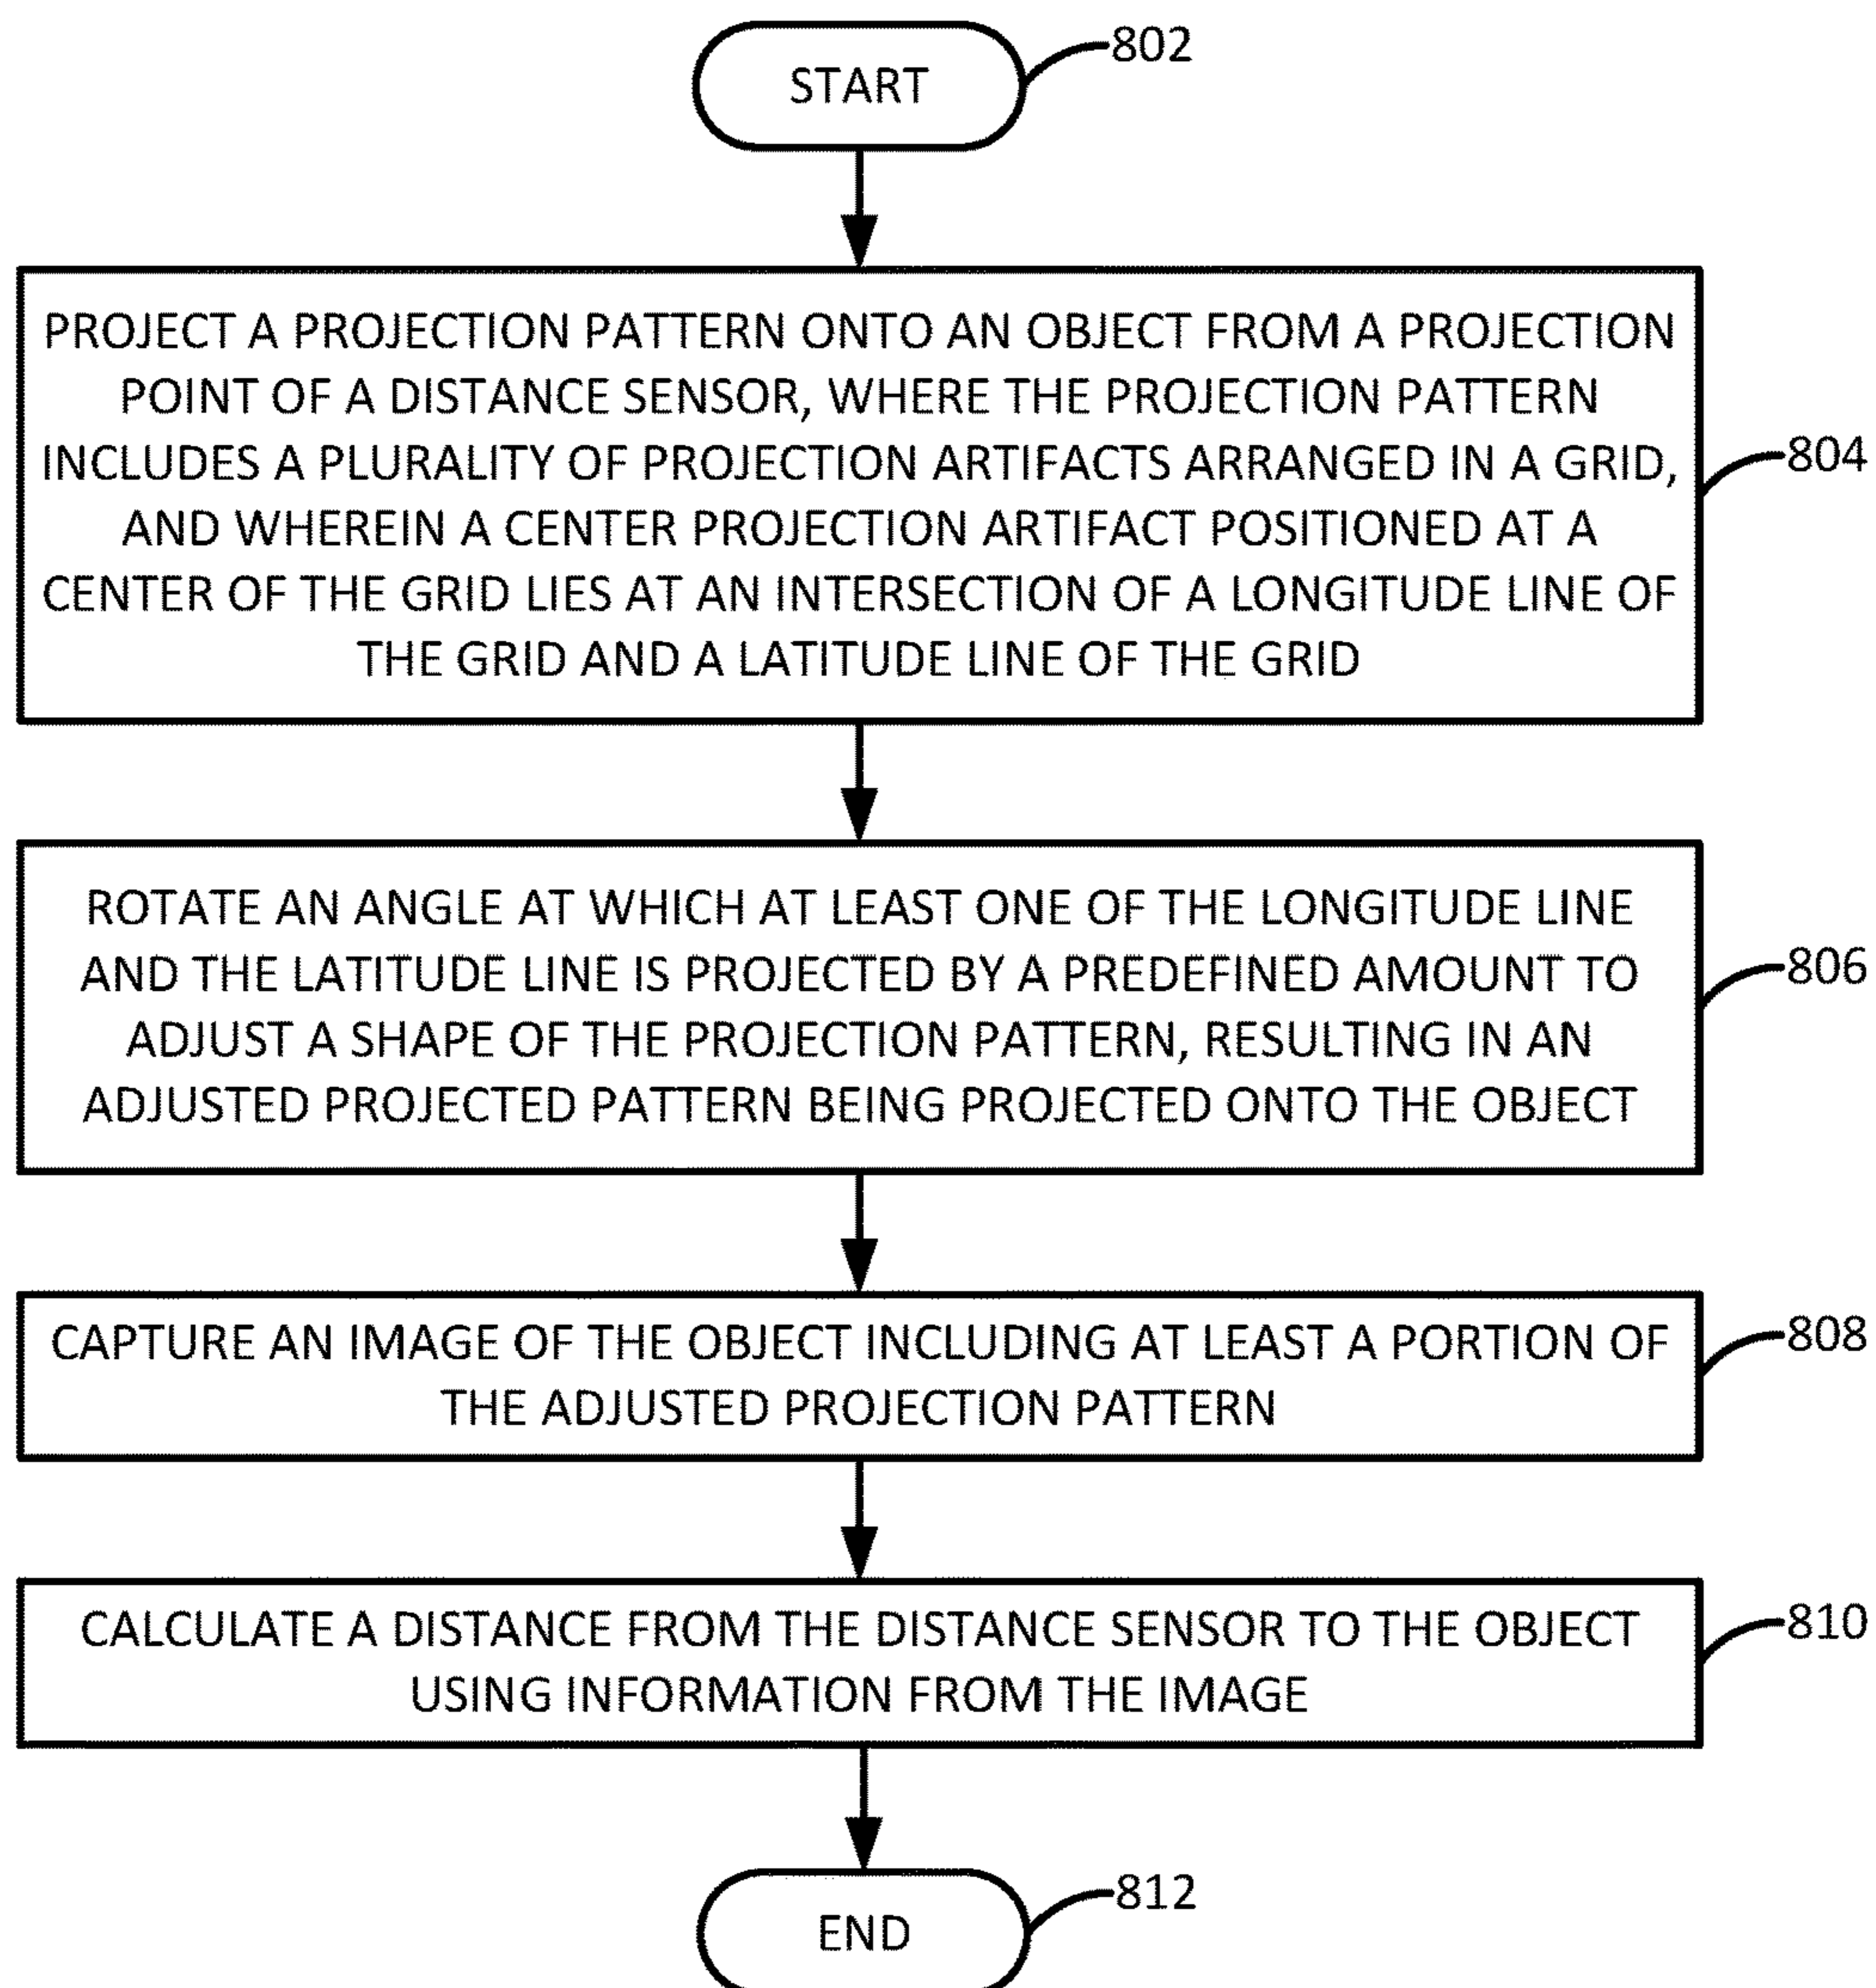 START
802
PROJECT A PROJECTION PATTERN ONTO AN OBJECT FROM A PROJECTION
POINT OF A DISTANCE SENSOR, WHERE THE PROJECTION PATTERN
INCLUDES A PLURALITY OF PROJECTION ARTIFACTS ARRANGED IN A GRID,
AND WHEREIN A CENTER PROJECTION ARTIFACT POSITIONED AT A
CENTER OF THE GRID LIES AT AN INTERSECTION OF A LONGITUDE LINE OF
THE GRID AND A LATITUDE LINE OF THE GRID
804
ROTATE AN ANGLE AT WHICH AT LEAST ONE OF THE LONGITUDE LINE
AND THE LATITUDE LINE IS PROJECTED BY A PREDEFINED AMOUNT TO
ADJUST A SHAPE OF THE PROJECTION PATTERN, RESULTING IN AN
ADJUSTED PROJECTED PATTERN BEING PROJECTED ONTO THE OBJECT
806
CAPTURE AN IMAGE OF THE OBJECT INCLUDING AT LEAST A PORTION OF
THE ADJUSTED PROJECTION PATTERN
808
CALCULATE A DISTANCE FROM THE DISTANCE SENSOR TO THE OBJECT
USING INFORMATION FROM THE IMAGE
810
END
812